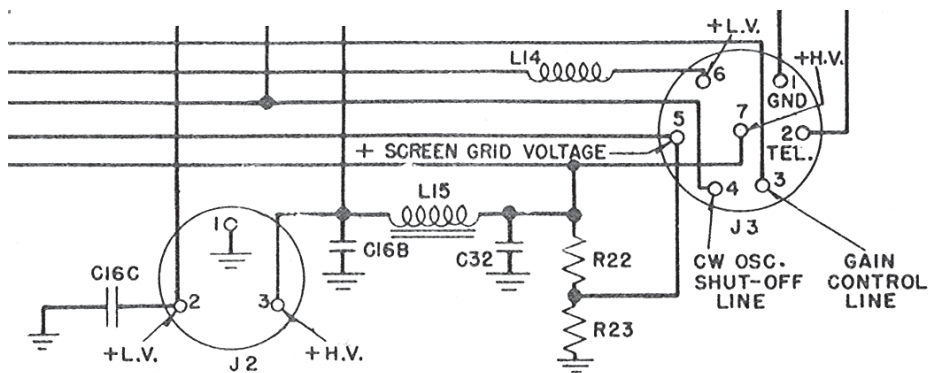 +L.V.
L14
+H.V.
6
1
GND
5
7
2
+ SCREEN GRID VOLTAGE
TEL.
L15
4
3
1
J3
C16B
C32
R22
CW OSC.
SHUT-OFF
LINE
GAIN
CONTROL
LINE
C16C
2
3
R23
+L.V.
J2
+H.V.